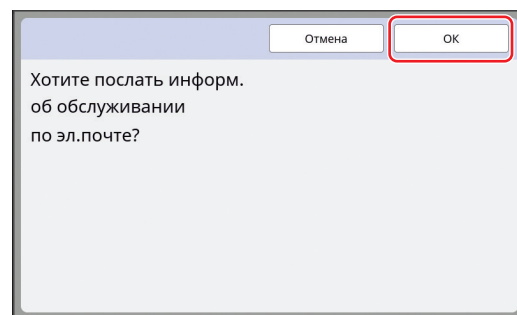 Отмена
OK
Хотите послать информ.
об обслуживании
по эл.почте?